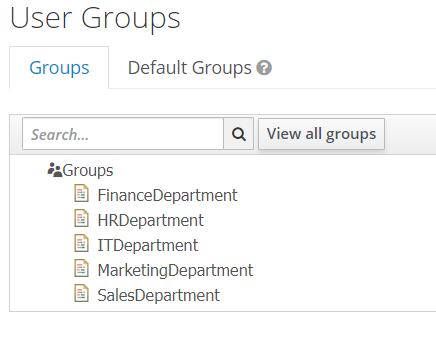 User Groups
Groups Default Groups ?
Search... View all groups
Groups
FinanceDepartment
HRDepartment
ITDepartment
MarketingDepartment
SalesDepartment